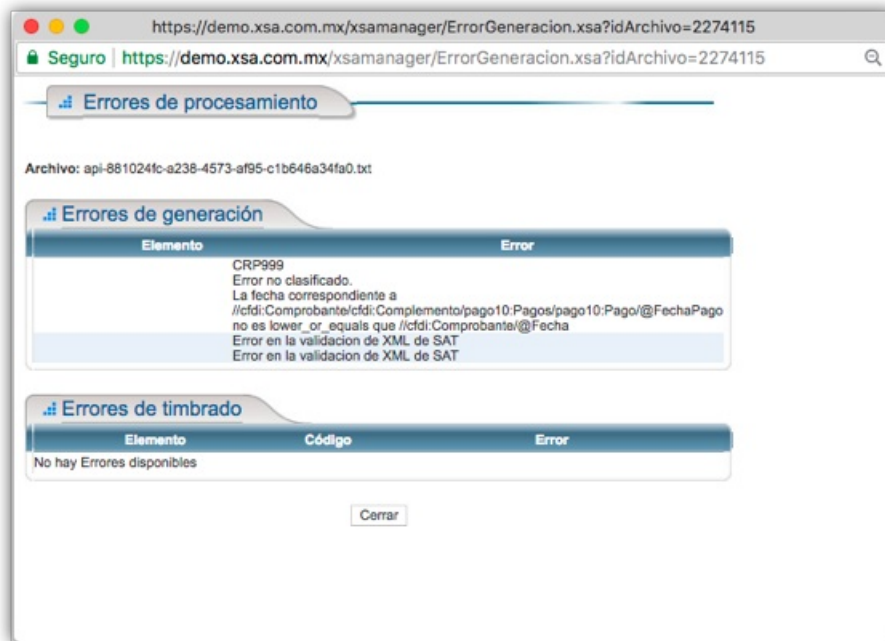 https://demo.xsa.com.mx/xsamanager/ErrorGeneracion.xsa?idArchivo=2274115
Seguro | https://demo.xsa.com.mx/xsamanager/ErrorGeneracion.xsa?idArchivo=2274115
Errores de procesamiento
Archivo: api-881024fc-a238-4573-af95-c1b646a34fa0.txt
Errores de generación
Elemento Error
CRP999
Error no clasificado.
La fecha correspondiente a
//cfdi:Comprobante/cfdi:Complemento/pago10:Pagos/pago10:Pago/@FechaPago
no es lower_or_equals que //cfdi:Comprobante/@Fecha
Error en la validacion de XML de SAT
Error en la validacion de XML de SAT
Errores de timbrado
Elemento Código Error
No hay Errores disponibles
Cerrar